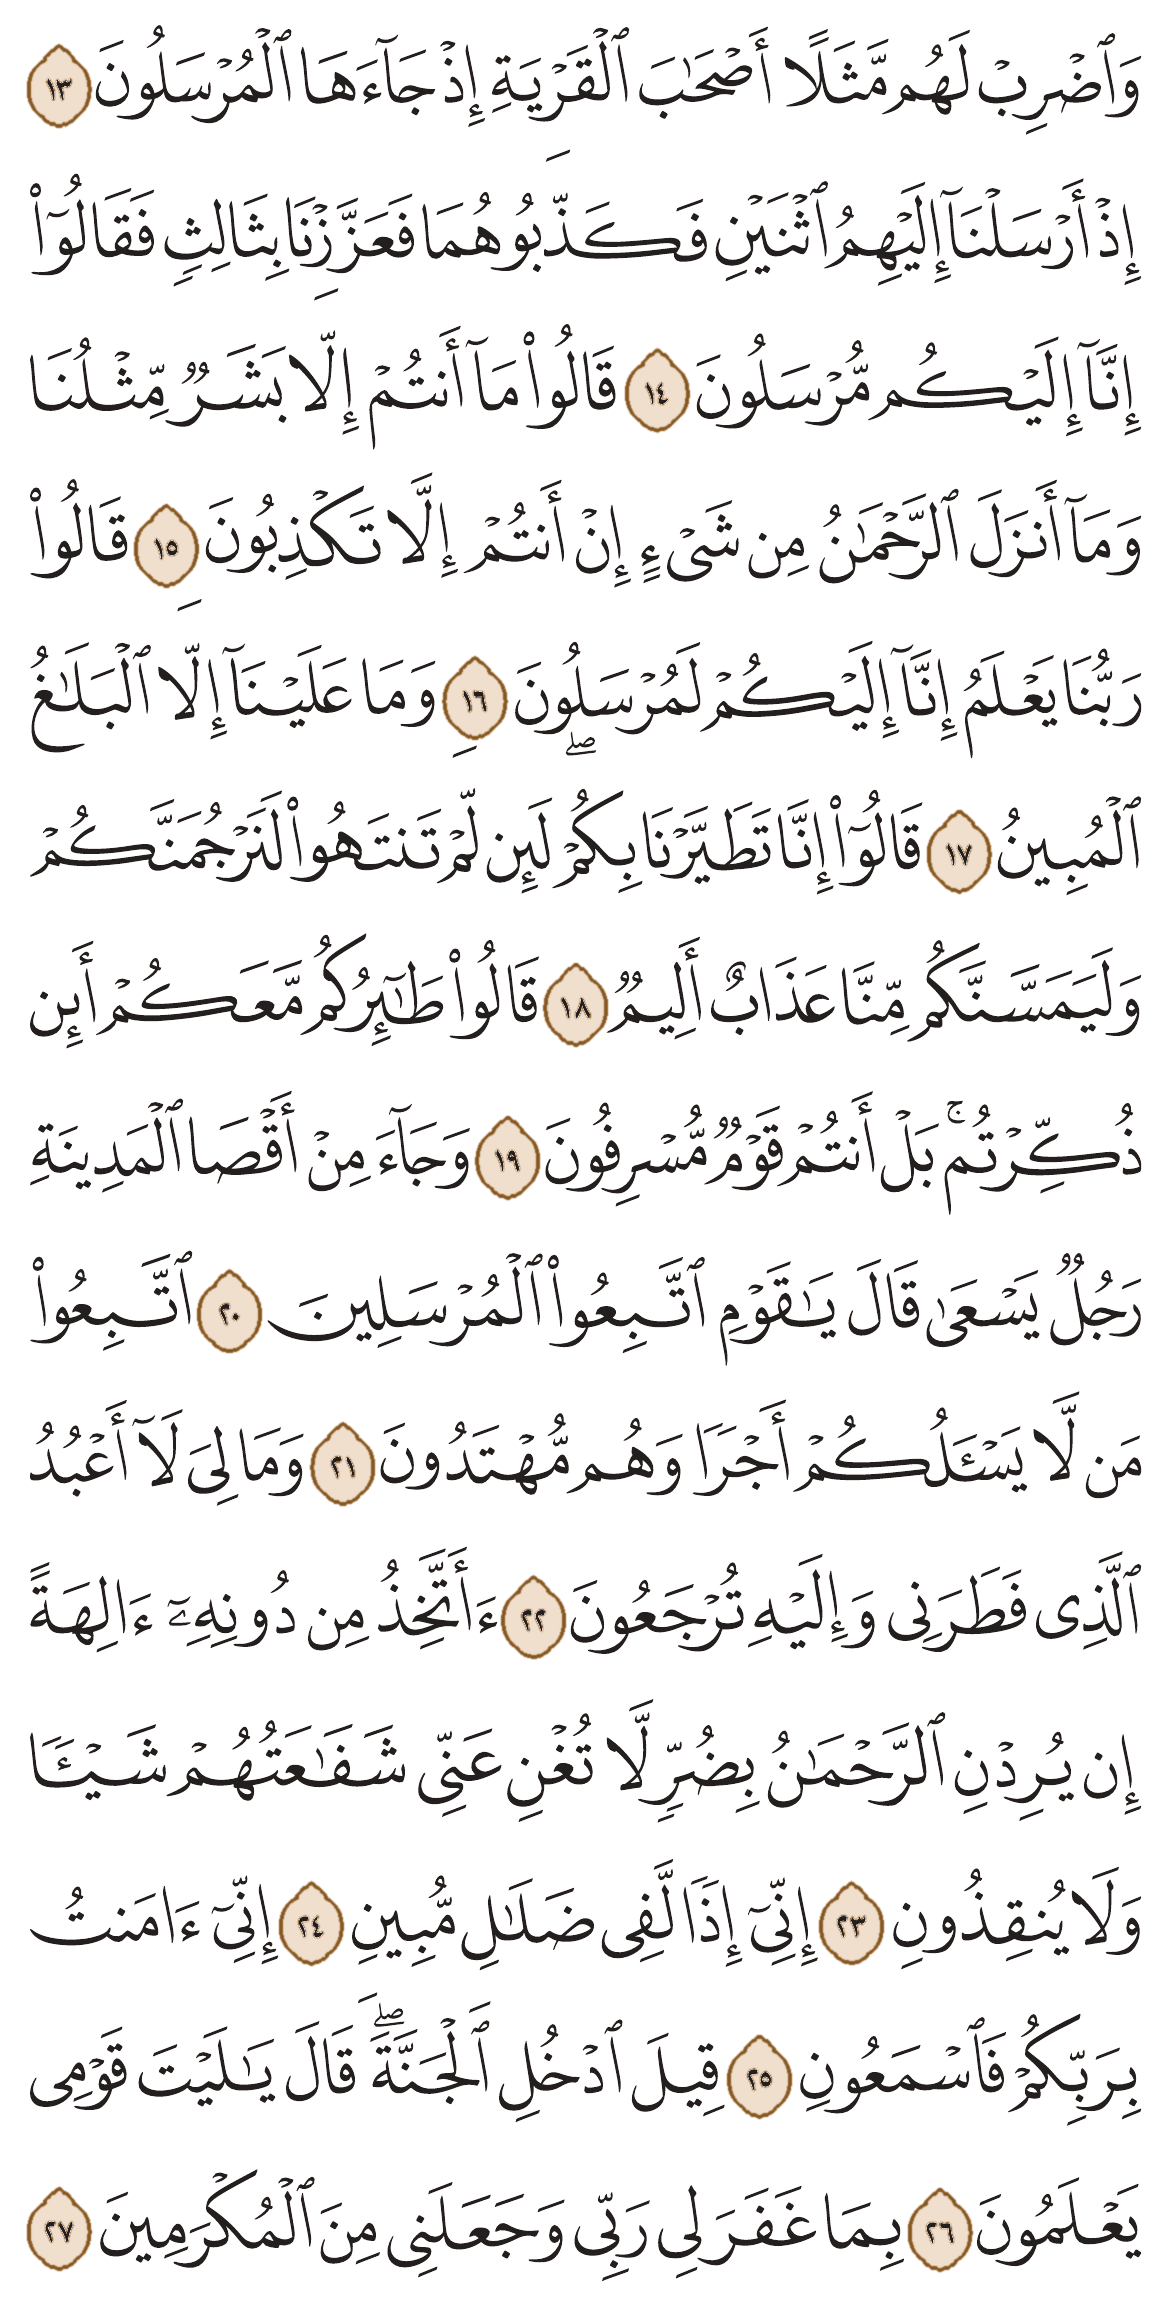 وَٱضۡرِبۡ لَهُم مَّثَلًا أَصۡحَٰبَ ٱلۡقَرۡيَةِ إِذۡ جَآءَهَا ٱلۡمُرۡسَلُونَ ١٣
إِذۡ أَرۡسَلۡنَآ إِلَيۡهِمُ ٱثۡنَيۡنِ فَكَذَّبُوهُمَا فَعَزَّزۡنَا بِثَالِثٖ فَقَالُوٓاْ
إِنَّآ إِلَيۡكُم مُّرۡسَلُونَ ١٤ قَالُواْ مَآ أَنتُمۡ إِلَّا بَشَرٞ مِّثۡلُنَا
وَمَآ أَنزَلَ ٱلرَّحۡمَٰنُ مِن شَيۡءٍ إِنۡ أَنتُمۡ إِلَّا تَكۡذِبُونَ ١٥ قَالُواْ
رَبُّنَا يَعۡلَمُ إِنَّآ إِلَيۡكُمۡ لَمُرۡسَلُونَ ١٦ وَمَا عَلَيۡنَآ إِلَّا ٱلۡبَلَٰغُ
ٱلۡمُبِينُ ١٧ قَالُوٓاْ إِنَّا تَطَيَّرۡنَا بِكُمۡۖ لَئِن لَّمۡ تَنتَهُواْ لَنَرۡجُمَنَّكُمۡ
وَلَيَمَسَّنَّكُم مِّنَّا عَذَابٌ أَلِيمٞ ١٨ قَالُواْ طَٰٓئِرُكُم مَّعَكُمۡ أَئِن
ذُكِّرۡتُمۚ بَلۡ أَنتُمۡ قَوۡمٞ مُّسۡرِفُونَ ١٩ وَجَآءَ مِنۡ أَقۡصَا ٱلۡمَدِينَةِ
رَجُلٞ يَسۡعَىٰ قَالَ يَٰقَوۡمِ ٱتَّبِعُواْ ٱلۡمُرۡسَلِينَ ٢٠ ٱتَّبِعُواْ
مَن لَّا يَسۡـَٔلُكُمۡ أَجۡرٗا وَهُم مُّهۡتَدُونَ ٢١ وَمَا لِيَ لَآ أَعۡبُدُ
ٱلَّذِي فَطَرَنِي وَإِلَيۡهِ تُرۡجَعُونَ ٢٢ ءَأَتَّخِذُ مِن دُونِهِۦٓ ءَالِهَةً
إِن يُرِدۡنِ ٱلرَّحۡمَٰنُ بِضُرّٖ لَّا تُغۡنِ عَنِّي شَفَٰعَتُهُمۡ شَيۡـٔٗا
وَلَا يُنقِذُونِ ٢٣ إِنِّيٓ إِذٗا لَّفِي ضَلَٰلٖ مُّبِينٍ ٢٤ إِنِّيٓ ءَامَنتُ
بِرَبِّكُمۡ فَٱسۡمَعُونِ ٢٥ قِيلَ ٱدۡخُلِ ٱلۡجَنَّةَۖ قَالَ يَٰلَيۡتَ قَوۡمِي
يَعۡلَمُونَ ٢٦ بِمَا غَفَرَ لِي رَبِّي وَجَعَلَنِي مِنَ ٱلۡمُكۡرَمِينَ ٢٧